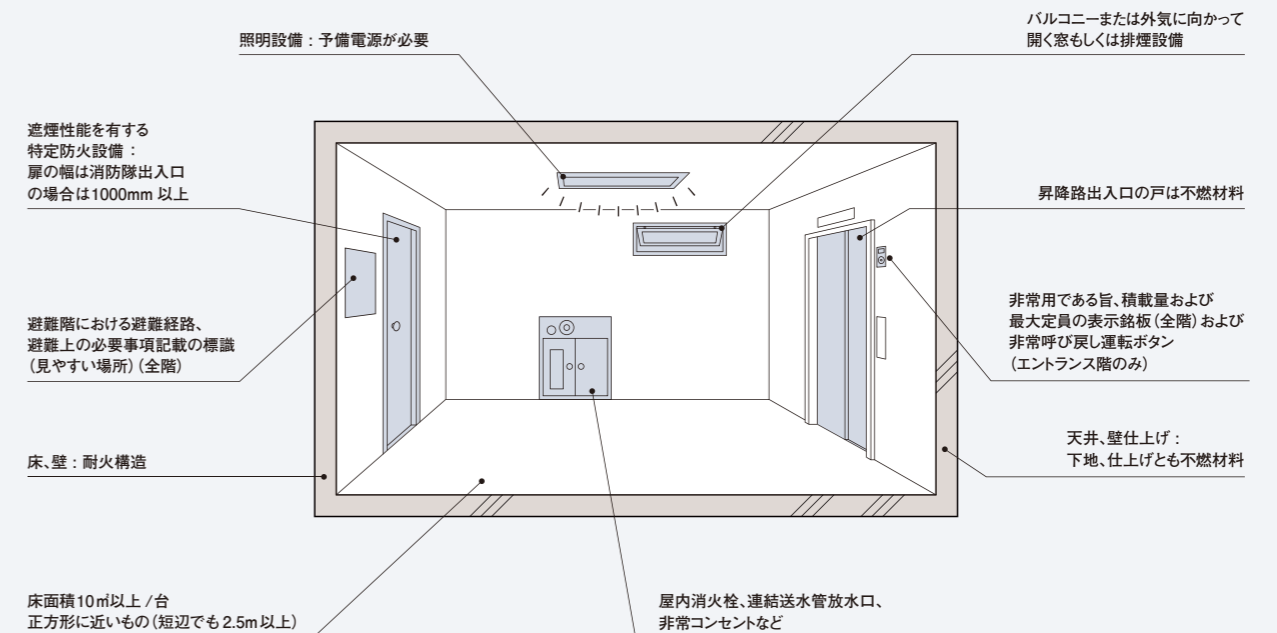 照明設備：予備電源が必要
バルコニーまたは外気に向かって
開く窓もしくは排煙設備
遮煙性能を有する
特定防火設備：
扉の幅は消防隊出入口
の場合は1000mm 以上
昇降路出入口の戸は不燃材料
避難階における避難経路、
避難上の必要事項記載の標識
（見やすい場所）（全階）
非常用である旨、積載量および
最大定員の表示銘板（全階）および
非常呼び戻し運転ボタン
（エントランス階のみ）
床、壁：耐火構造
天井、壁仕上げ：
下地、仕上げとも不燃材料
床面積10㎡以上 /台
正方形に近いもの（短辺でも2.5m以上）
屋内消火栓、連結送水管放水口、
非常コンセントなど